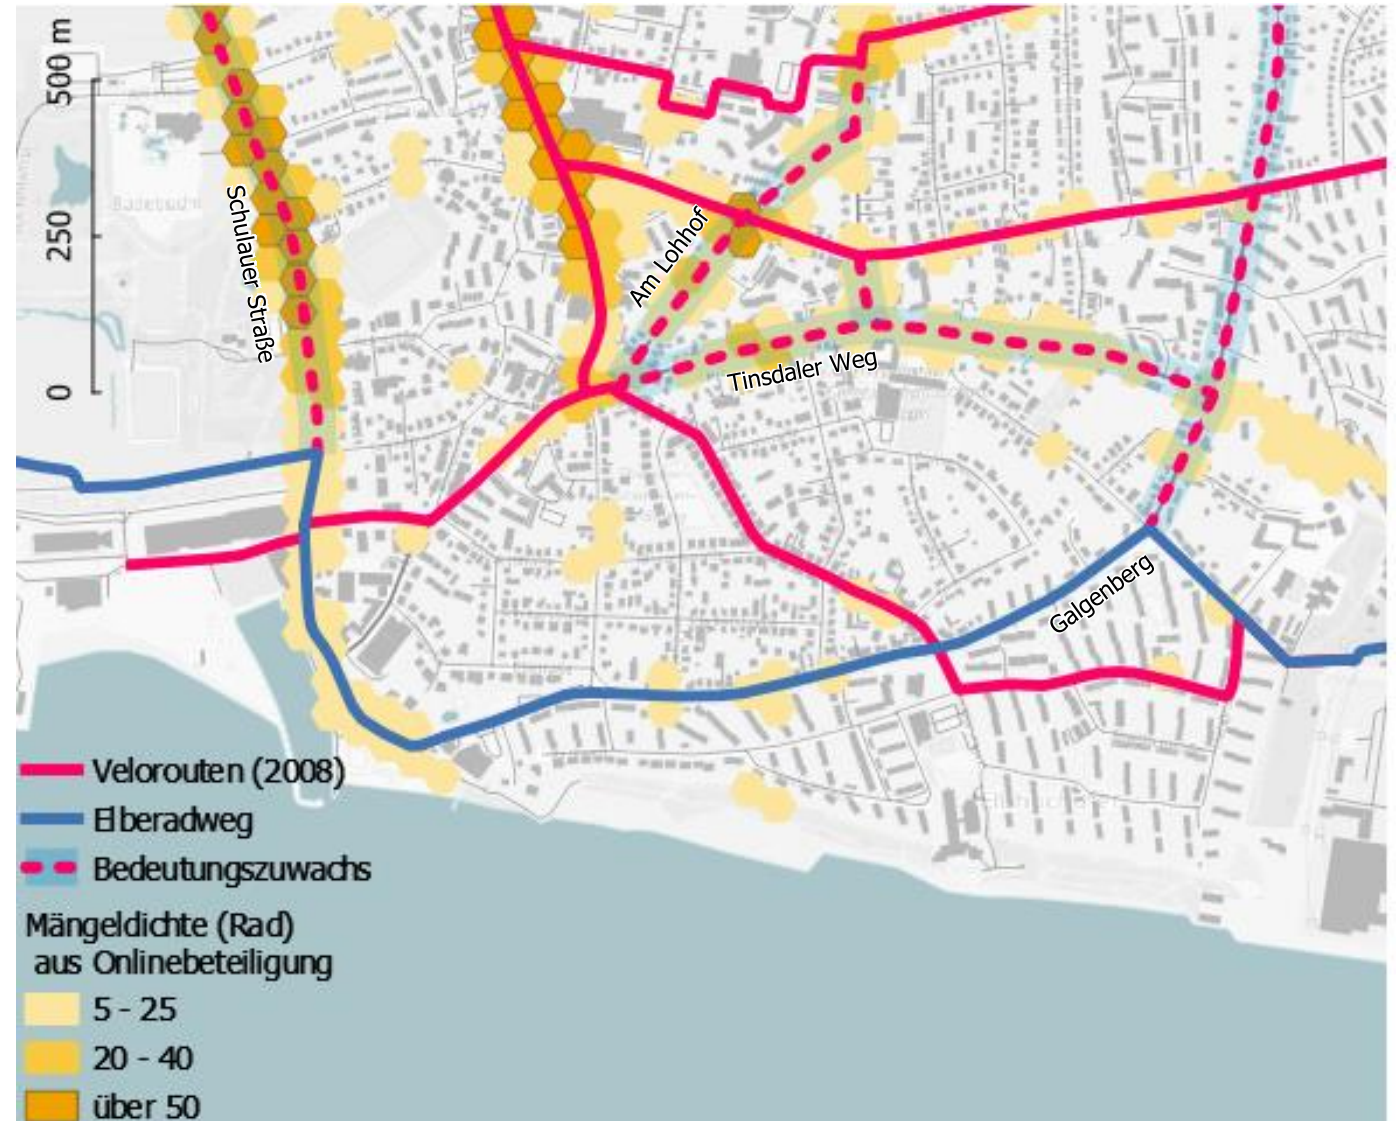 500 m
250
0
Schulauer Straße
Am Lohhof
Tinsdaler Weg
Galgenberg
Velorouten (2008)
Elberadweg
Bedeutungszuwachs
Mängeldichte (Rad)
aus Onlinebeteiligung
5 - 25
20 - 40
über 50